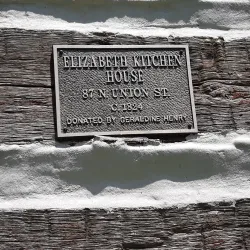 ELIZABETH KITCHEN
HOUSE
87 N. UNION ST.
C. 1824
DONATED BY GERALDINE HENRY